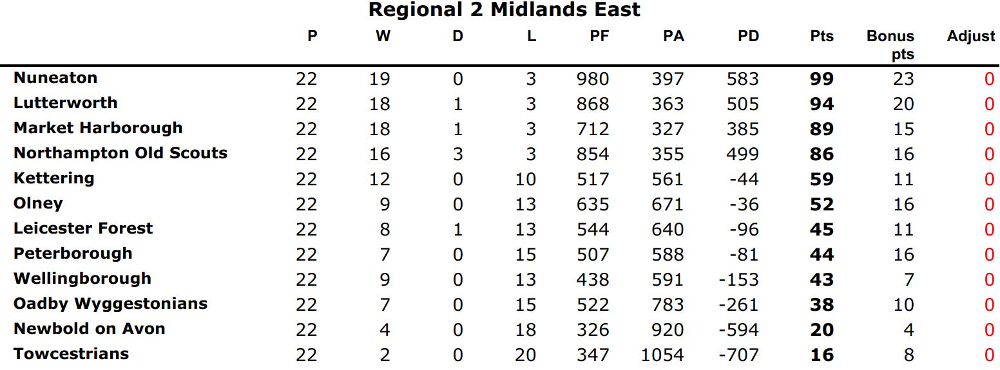 Regional 2 Midlands East
P W D L PF PA PD Pts Bonus Adjust
pts
Nuneaton 22 19 0 3 980 397 583 99 23 0
Lutterworth 22 18 1 3 868 363 505 94 20 0
Market Harborough 22 18 1 3 712 327 385 89 15 0
Northampton Old Scouts 22 16 3 3 854 355 499 86 16 0
Kettering 22 12 0 10 517 561 -44 59 11 0
Olney 22 9 0 13 635 671 -36 52 16 0
Leicester Forest 22 8 1 13 544 640 -96 45 11 0
Peterborough 22 7 0 15 507 588 -81 44 16 0
Wellingborough 22 9 0 13 438 591 -153 43 7 0
Oadby Wyggestonians 22 7 0 15 522 783 -261 38 10 0
Newbold on Avon 22 4 0 18 326 920 -594 20 4 0
Towcestrians 22 2 0 20 347 1054 -707 16 8 0